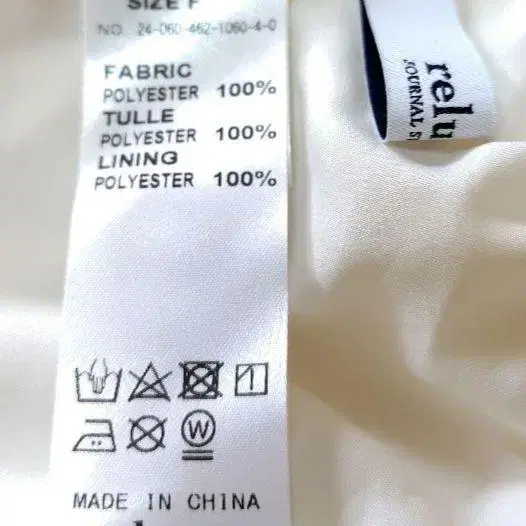 SIZE F
NO. 24-060-462-1060-4-0
FABRIC
POLYESTER 100%
TULLE
POLYESTER 100%
LINING
POLYESTER 100%
W
MADE IN CHINA
relu
JOURNAL S